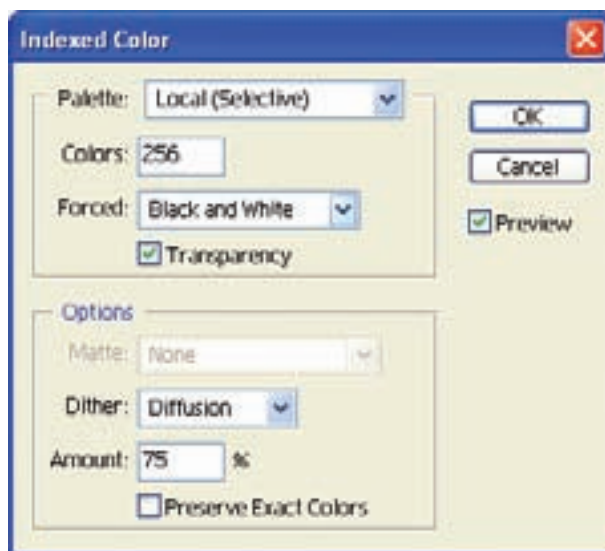 Indexed Color
Palette: Local (Selective)
Colors: 256
Forced: Black and White
Transparency
OK
Cancel
Preview
Options
Matte: None
Dither: Diffusion
Amount: 75 %
Preserve Exact Colors